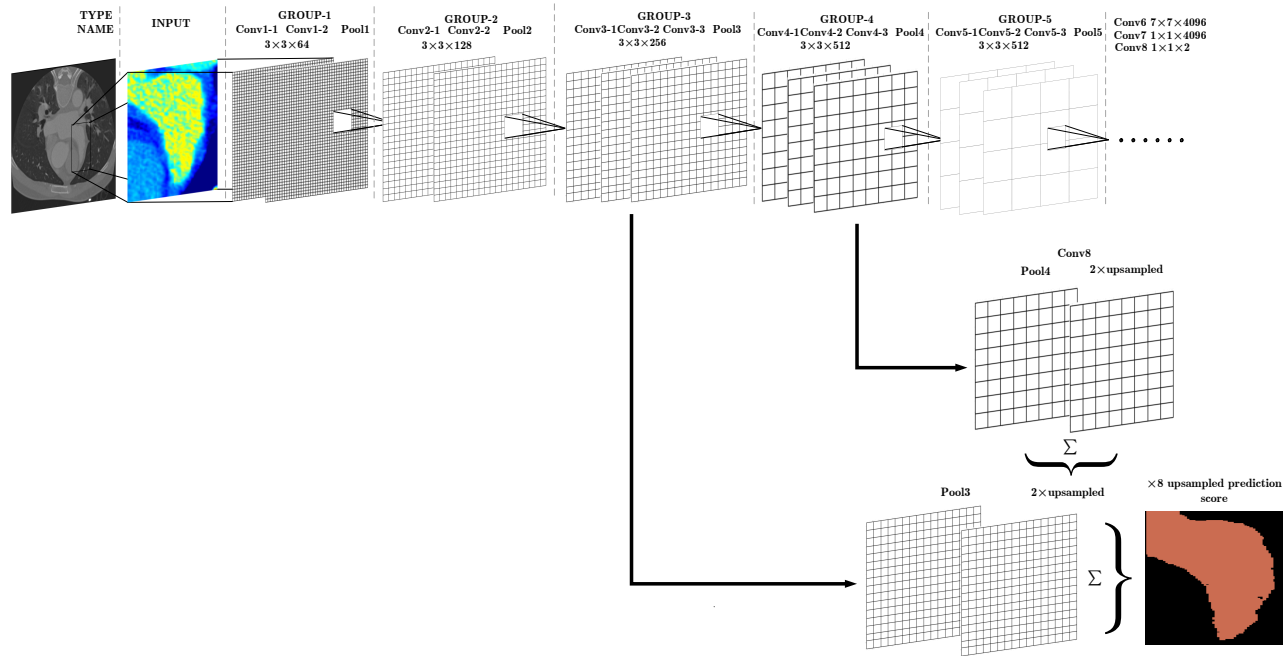 TYPE
NAME
INPUT
GROUP-1
Conv1-1 Conv1-2 Pool1
3×3×64
GROUP-2
Conv2-1 Conv2-2 Pool2
3×3×128
GROUP-3
Conv3-1Conv3-2 Conv3-3 Pool3
3×3×256
GROUP-4
Conv4-1Conv4-2 Conv4-3 Pool4
3×3×512
GROUP-5
Conv5-1Conv5-2 Conv5-3 Pool5
3×3×512
Conv6 7×7×4096
Conv7 1×1×4096
Conv8 1×1×2
Conv8
Pool4 2×upsampled
Σ
Pool3 2×upsampled
Σ
×8 upsampled prediction
score